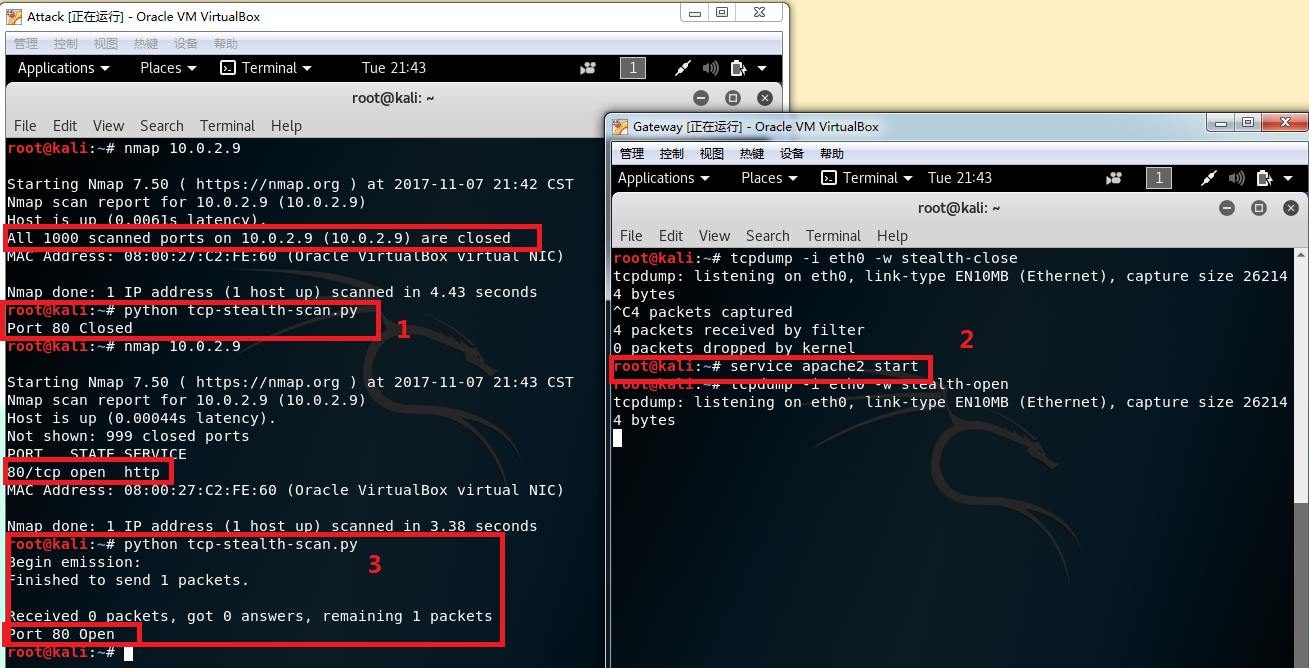 Attack [正在运行] - Oracle VM VirtualBox
管理 控制 视图 热键 设备 帮助
Applications Places Terminal Tue 21:43 1
root@kali: ~
File Edit View Search Terminal Help
root@kali:~# nmap 10.0.2.9
Starting Nmap 7.50 ( https://nmap.org ) at 2017-11-07 21:42 CST
Nmap scan report for 10.0.2.9 (10.0.2.9)
Host is up (0.0061s latency).
All 1000 scanned ports on 10.0.2.9 (10.0.2.9) are closed
MAC Address: 08:00:27:C2:FE:60 (Oracle VirtualBox virtual NIC)
Nmap done: 1 IP address (1 host up) scanned in 4.43 seconds
root@kali:~# python tcp-stealth-scan.py
Port 80 Closed
1
root@kali:~# nmap 10.0.2.9
Starting Nmap 7.50 ( https://nmap.org ) at 2017-11-07 21:43 CST
Nmap scan report for 10.0.2.9 (10.0.2.9)
Host is up (0.00044s latency).
Not shown: 999 closed ports
PORT   STATE SERVICE
80/tcp open  http
MAC Address: 08:00:27:C2:FE:60 (Oracle VirtualBox virtual NIC)
Nmap done: 1 IP address (1 host up) scanned in 3.38 seconds
root@kali:~# python tcp-stealth-scan.py
Begin emission:
3
Finished to send 1 packets.
Received 0 packets, got 0 answers, remaining 1 packets
Port 80 Open
root@kali:~#
Gateway [正在运行] - Oracle VM VirtualBox
管理 控制 视图 热键 设备 帮助
Applications Places Terminal Tue 21:43 1
root@kali: ~
File Edit View Search Terminal Help
root@kali:~# tcpdump -i eth0 -w stealth-close
tcpdump: listening on eth0, link-type EN10MB (Ethernet), capture size 26214
4 bytes
^C4 packets captured
4 packets received by filter
2
0 packets dropped by kernel
root@kali:~# service apache2 start
root@kali:~# tcpdump -i eth0 -w stealth-open
tcpdump: listening on eth0, link-type EN10MB (Ethernet), capture size 26214
4 bytes